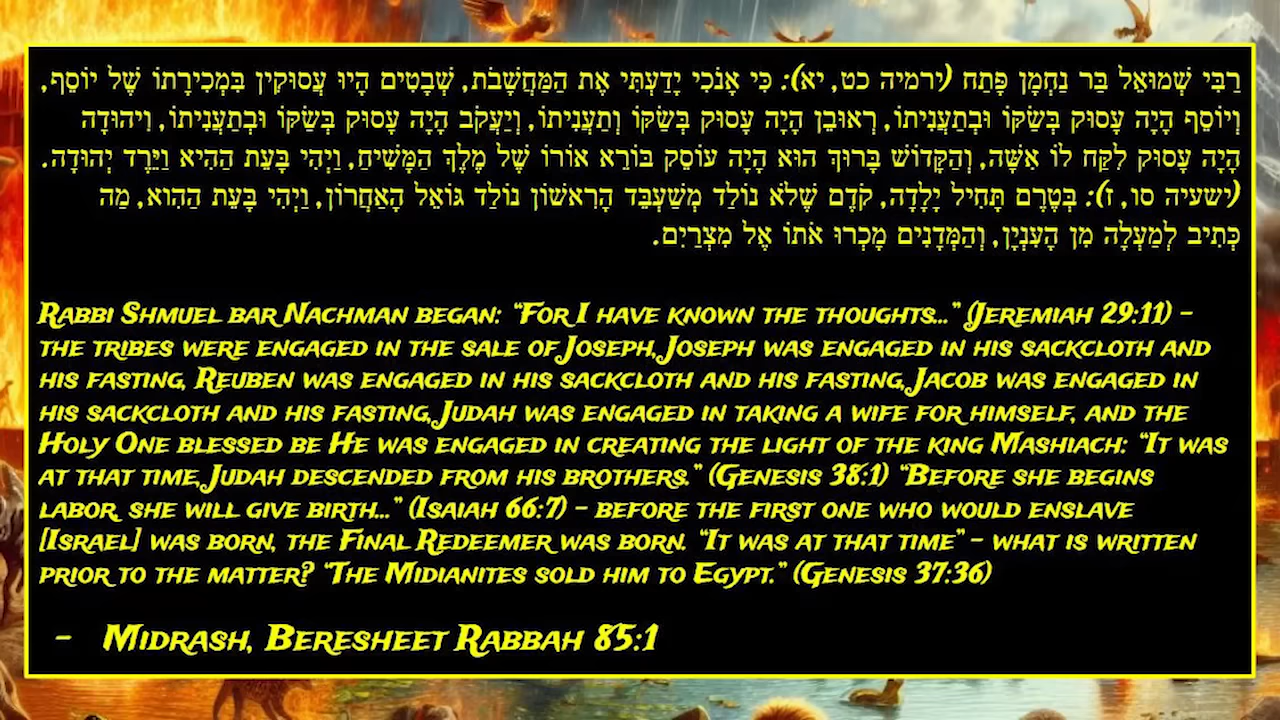 רַבִּי שְׁמוּאֵל בַּר נַחְמָן פָּתַח (ירמיה כט, יא): כִּי אָנֹכִי יָדַעְתִּי אֶת הַמַּחֲשָׁבֹת, שְׁבָטִים הָיוּ עֲסוּקִין בִּמְכִירָתוֹ שֶׁל יוֹסֵף,
וְיוֹסֵף הָיָה עָסוּק בְּשַׂקּוֹ וּבְתַעֲנִיתוֹ, רְאוּבֵן הָיָה עָסוּק בְּשַׂקּוֹ וְתַעֲנִיתוֹ, וְיַעֲקֹב הָיָה עָסוּק בְּשַׂקּוֹ וּבְתַעֲנִיתוֹ, וִיהוּדָה
הָיָה עָסוּק לִקַּח לוֹ אִשָּׁה, וְהַקָּדוֹשׁ בָּרוּךְ הוּא הָיָה עוֹסֵק בּוֹרֵא אוֹרוֹ שֶׁל מֶלֶךְ הַמָּשִׁיחַ, וַיְהִי בָּעֵת הַהִיא וַיֵּרֶד יְהוּדָה.
(ישעיה סו, ז): בְּטֶרֶם תָּחִיל יָלָדָה, קֹדֶם שֶׁלֹא נוֹלַד מְשַׁעְבֵּד הָרִאשׁוֹן נוֹלַד גּוֹאֵל הָאַחֲרוֹן, וַיְהִי בָּעֵת הַהִוא, מַה
כְּתִיב לְמַעְלָה מִן הָעִנְיָן, וְהַמְּדָנִים מָכְרוּ אֹתוֹ אֶל מִצְרַיִם.
Rabbi Shmuel bar Nachman began: “For I have known the thoughts...” (Jeremiah 29:11) –
the tribes were engaged in the sale of Joseph, Joseph was engaged in his sackcloth and
his fasting, Reuben was engaged in his sackcloth and his fasting, Jacob was engaged in
his sackcloth and his fasting, Judah was engaged in taking a wife for himself, and the
Holy One blessed be He was engaged in creating the light of the king Mashiach: “It was
at that time, Judah descended from his brothers.” (Genesis 38:1) “Before she begins
labor she will give birth...” (Isaiah 66:7) – before the first one who would enslave
[Israel] was born, the Final Redeemer was born. “It was at that time” – what is written
prior to the matter? “The Midianites sold him to Egypt.” (Genesis 37:36)
– Midrash, Beresheet Rabbah 85:1